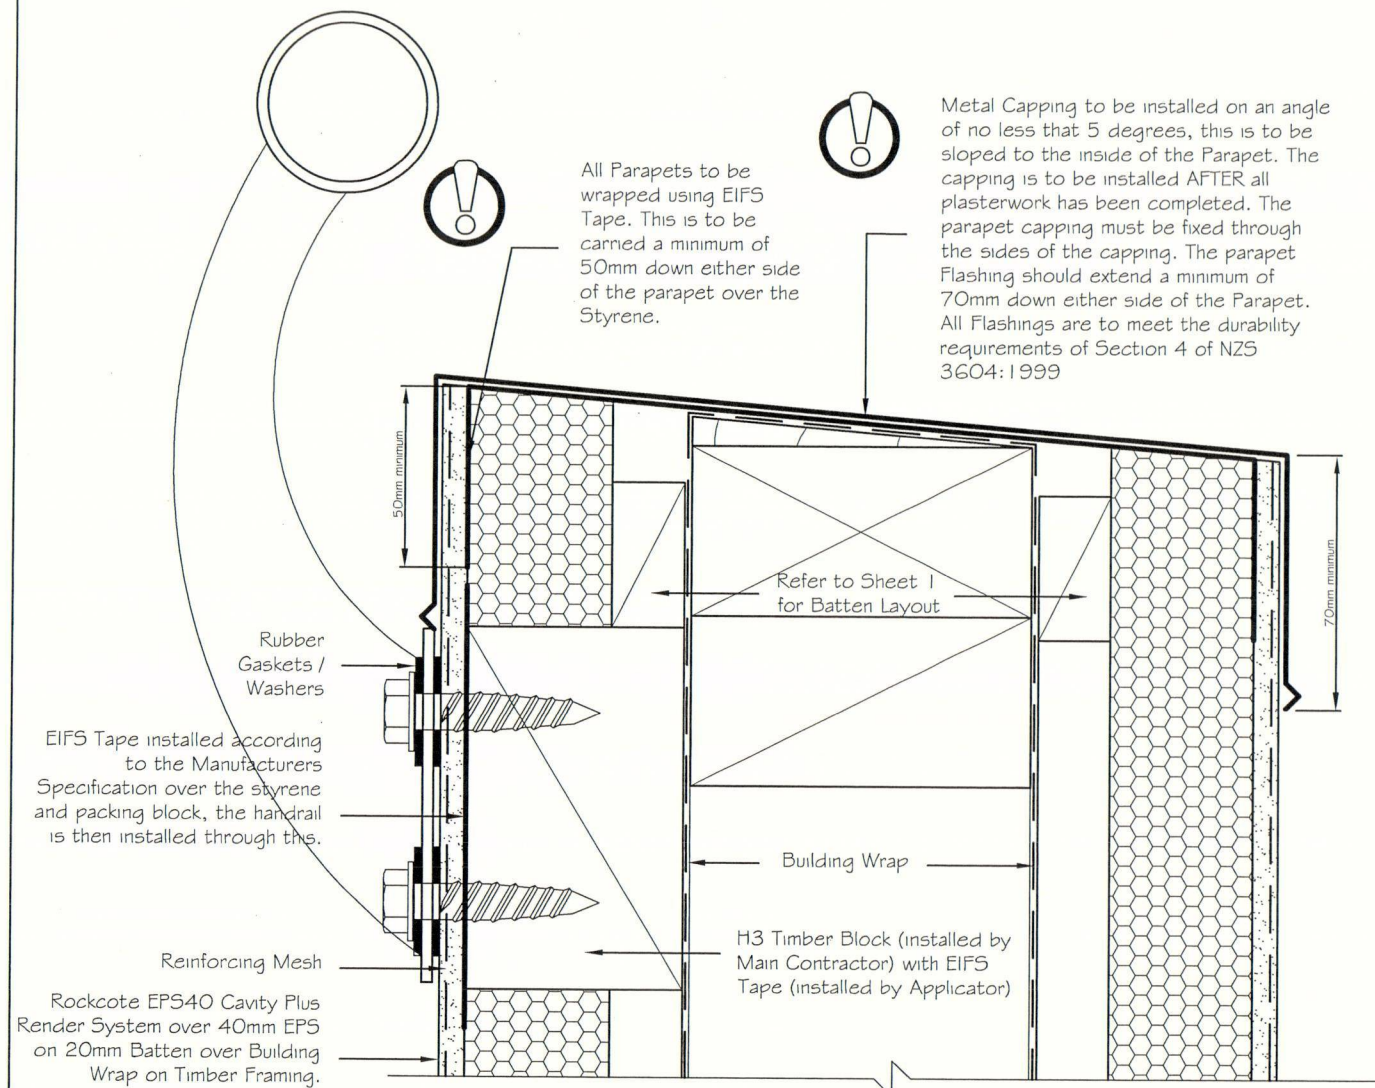 All Parapets to be
wrapped using EIFS
Tape. This is to be
carried a minimum of
50mm down either side
of the parapet over the
Styrene.
Metal Capping to be installed on an angle
of no less that 5 degrees, this is to be
sloped to the inside of the Parapet. The
capping is to be installed AFTER all
plasterwork has been completed. The
parapet capping must be fixed through
the sides of the capping. The parapet
Flashing should extend a minimum of
70mm down either side of the Parapet.
All Flashings are to meet the durability
requirements of Section 4 of NZS
3604:1999
50mm minimum
70mm minimum
Refer to Sheet 1
for Batten Layout
Rubber
Gaskets /
Washers
EIFS Tape installed according
to the Manufacturers
Specification over the styrene
and packing block, the handrail
is then installed through this.
Building Wrap
H3 Timber Block (installed by
Main Contractor) with EIFS
Tape (installed by Applicator)
Reinforcing Mesh
Rockcote EPS40 Cavity Plus
Render System over 40mm EPS
on 20mm Batten over Building
Wrap on Timber Framing.